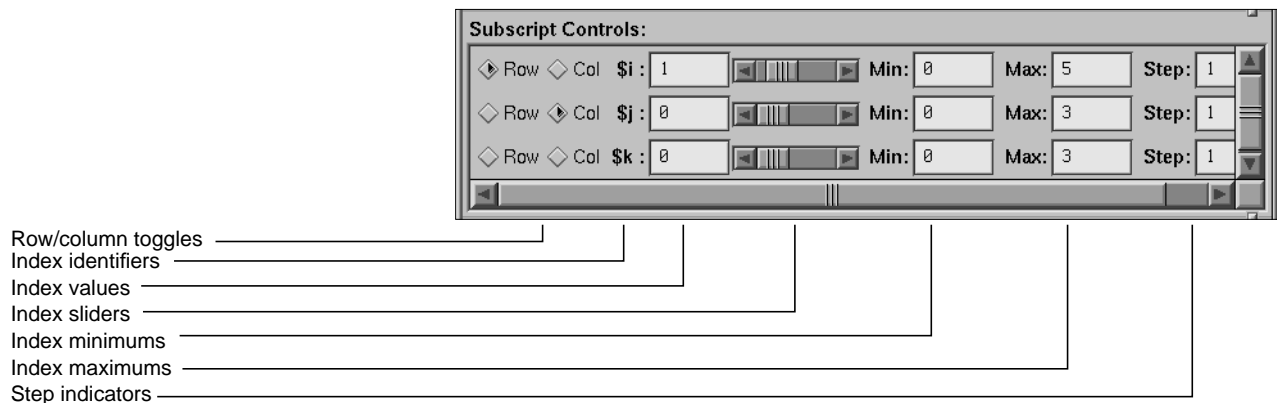 Subscript Controls:
Row Col $i : 1 Min: 0 Max: 5 Step: 1
Row Col $j : 0 Min: 0 Max: 3 Step: 1
Row Col $k : 0 Min: 0 Max: 3 Step: 1
Row/column toggles
Index identifiers
Index values
Index sliders
Index minimums
Index maximums
Step indicators